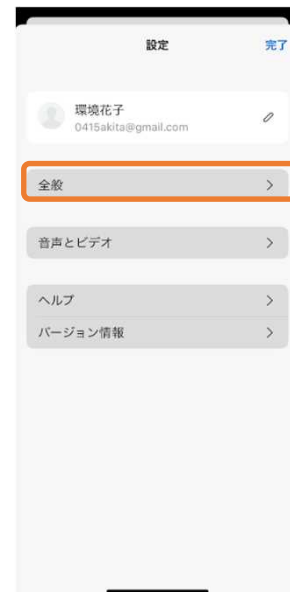 設定
完了
環境花子
0415akita@gmail.com
全般
音声とビデオ
ヘルプ
バージョン情報